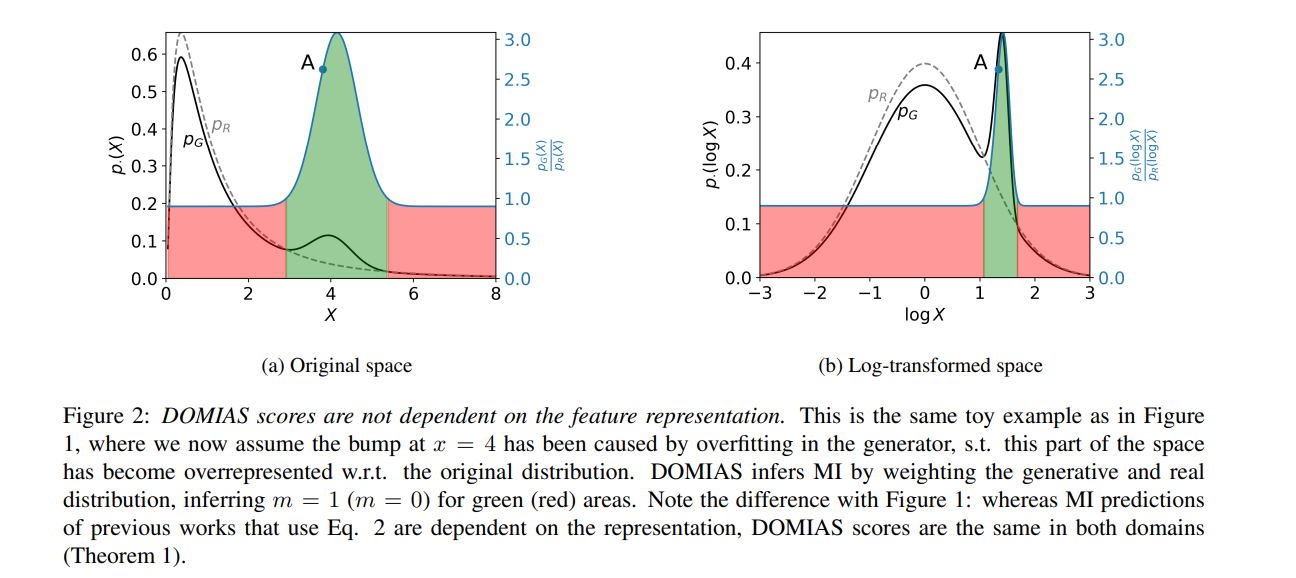 0.6
0.5
0.4
0.3
0.2
0.1
0.0
p.(X)
0 2 4 6 8
X
3.0
2.5
2.0
1.5
1.0
0.5
0.0
p_G(X)
p_R(X)
A
p_R
p_G
(a) Original space
0.4
0.3
0.2
0.1
0.0
p.(log X)
−3 −2 −1 0 1 2 3
log X
3.0
2.5
2.0
1.5
1.0
0.5
0.0
p_G(logX)
p_R(logX)
A
p_R
p_G
(b) Log-transformed space
Figure 2: DOMIAS scores are not dependent on the feature representation. This is the same toy example as in Figure
1, where we now assume the bump at x = 4 has been caused by overfitting in the generator, s.t. this part of the space
has become overrepresented w.r.t. the original distribution. DOMIAS infers MI by weighting the generative and real
distribution, inferring m = 1 (m = 0) for green (red) areas. Note the difference with Figure 1: whereas MI predictions
of previous works that use Eq. 2 are dependent on the representation, DOMIAS scores are the same in both domains
(Theorem 1).